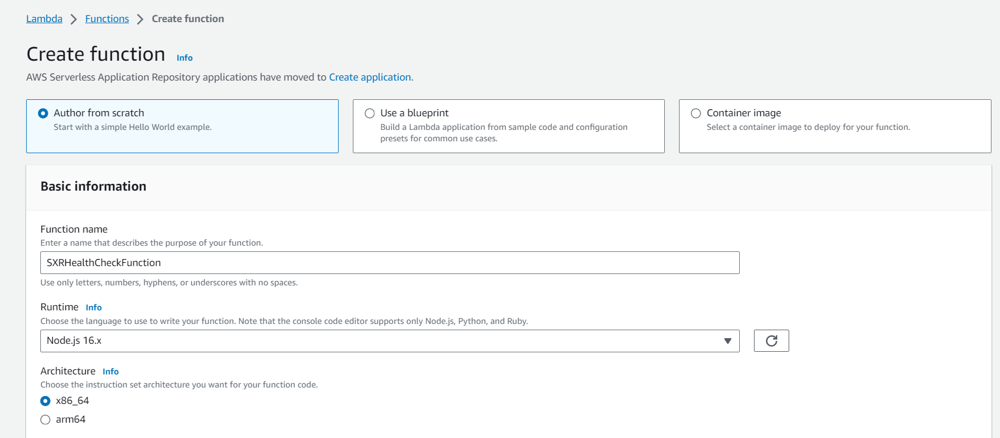 Lambda > Functions > Create function
Create function Info
AWS Serverless Application Repository applications have moved to Create application.
Author from scratch
Start with a simple Hello World example.
Use a blueprint
Build a Lambda application from sample code and configuration
presets for common use cases.
Container image
Select a container image to deploy for your function.
Basic information
Function name
Enter a name that describes the purpose of your function.
SXRHealthCheckFunction
Use only letters, numbers, hyphens, or underscores with no spaces.
Runtime Info
Choose the language to use to write your function. Note that the console code editor supports only Node.js, Python, and Ruby.
Node.js 16.x
Architecture Info
Choose the instruction set architecture you want for your function code.
x86_64
arm64